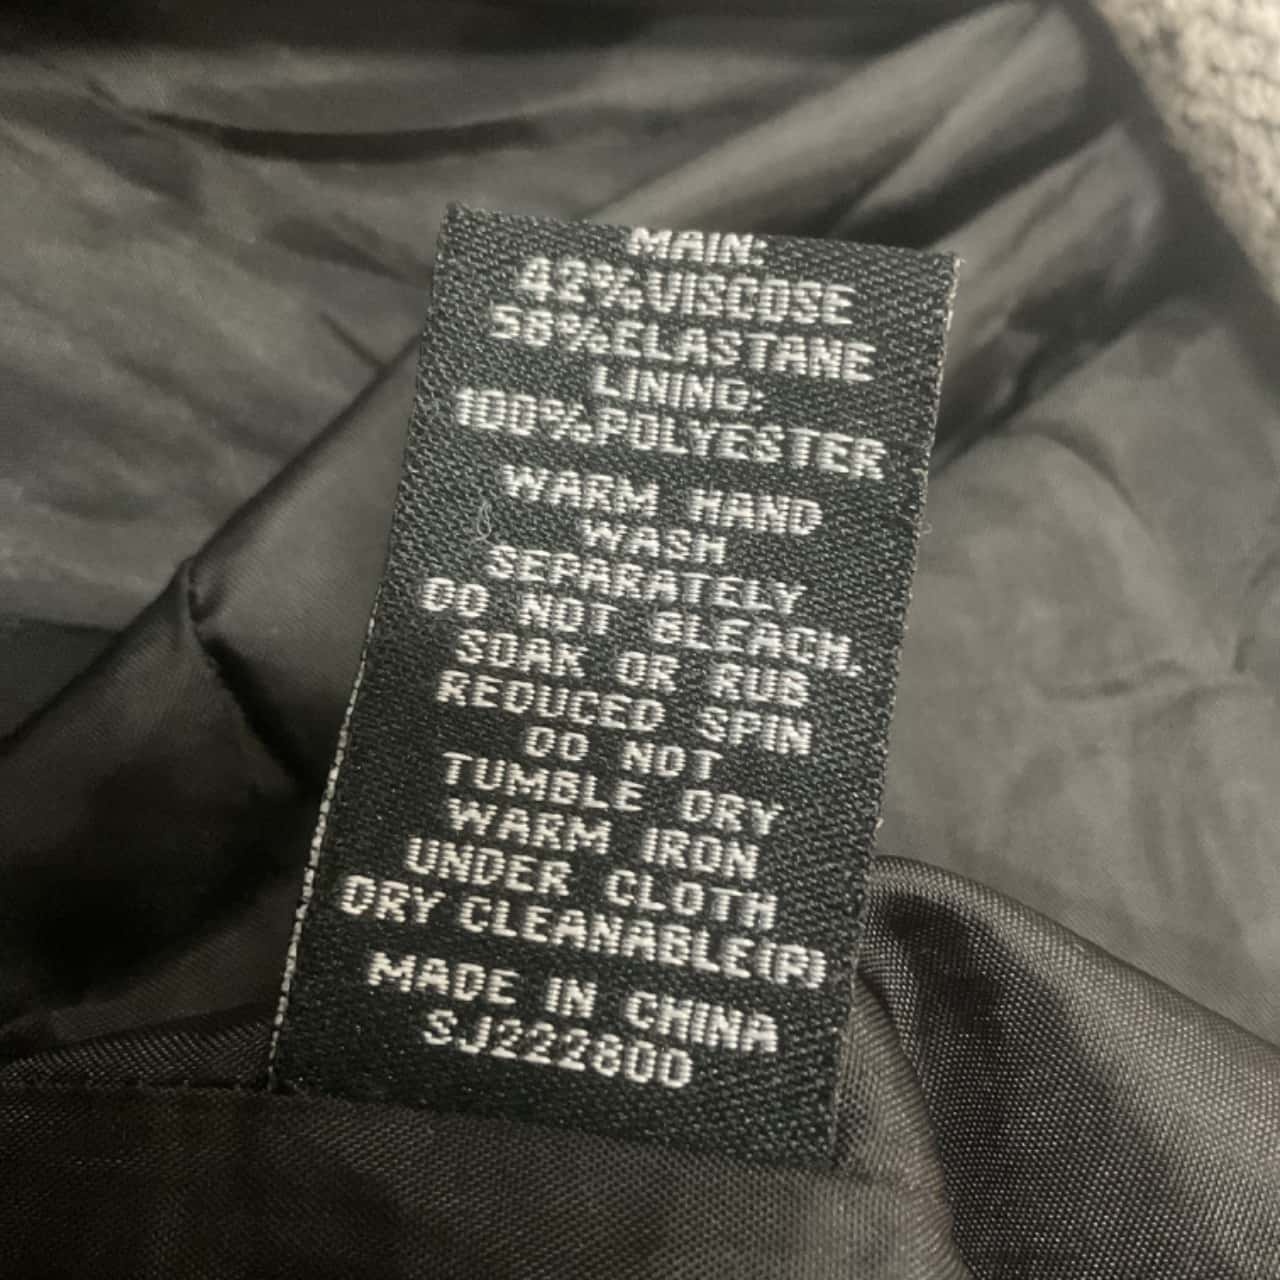 MAIN:
42%VISCOSE
58%ELASTANE
LINING:
100%POLYESTER
WARM HAND
WASH
SEPARATELY
DO NOT BLEACH,
SOAK OR RUB
REDUCED SPIN
DO NOT
TUMBLE DRY
WARM IRON
UNDER CLOTH
DRY CLEANABLE(P)
MADE IN CHINA
SJ222800